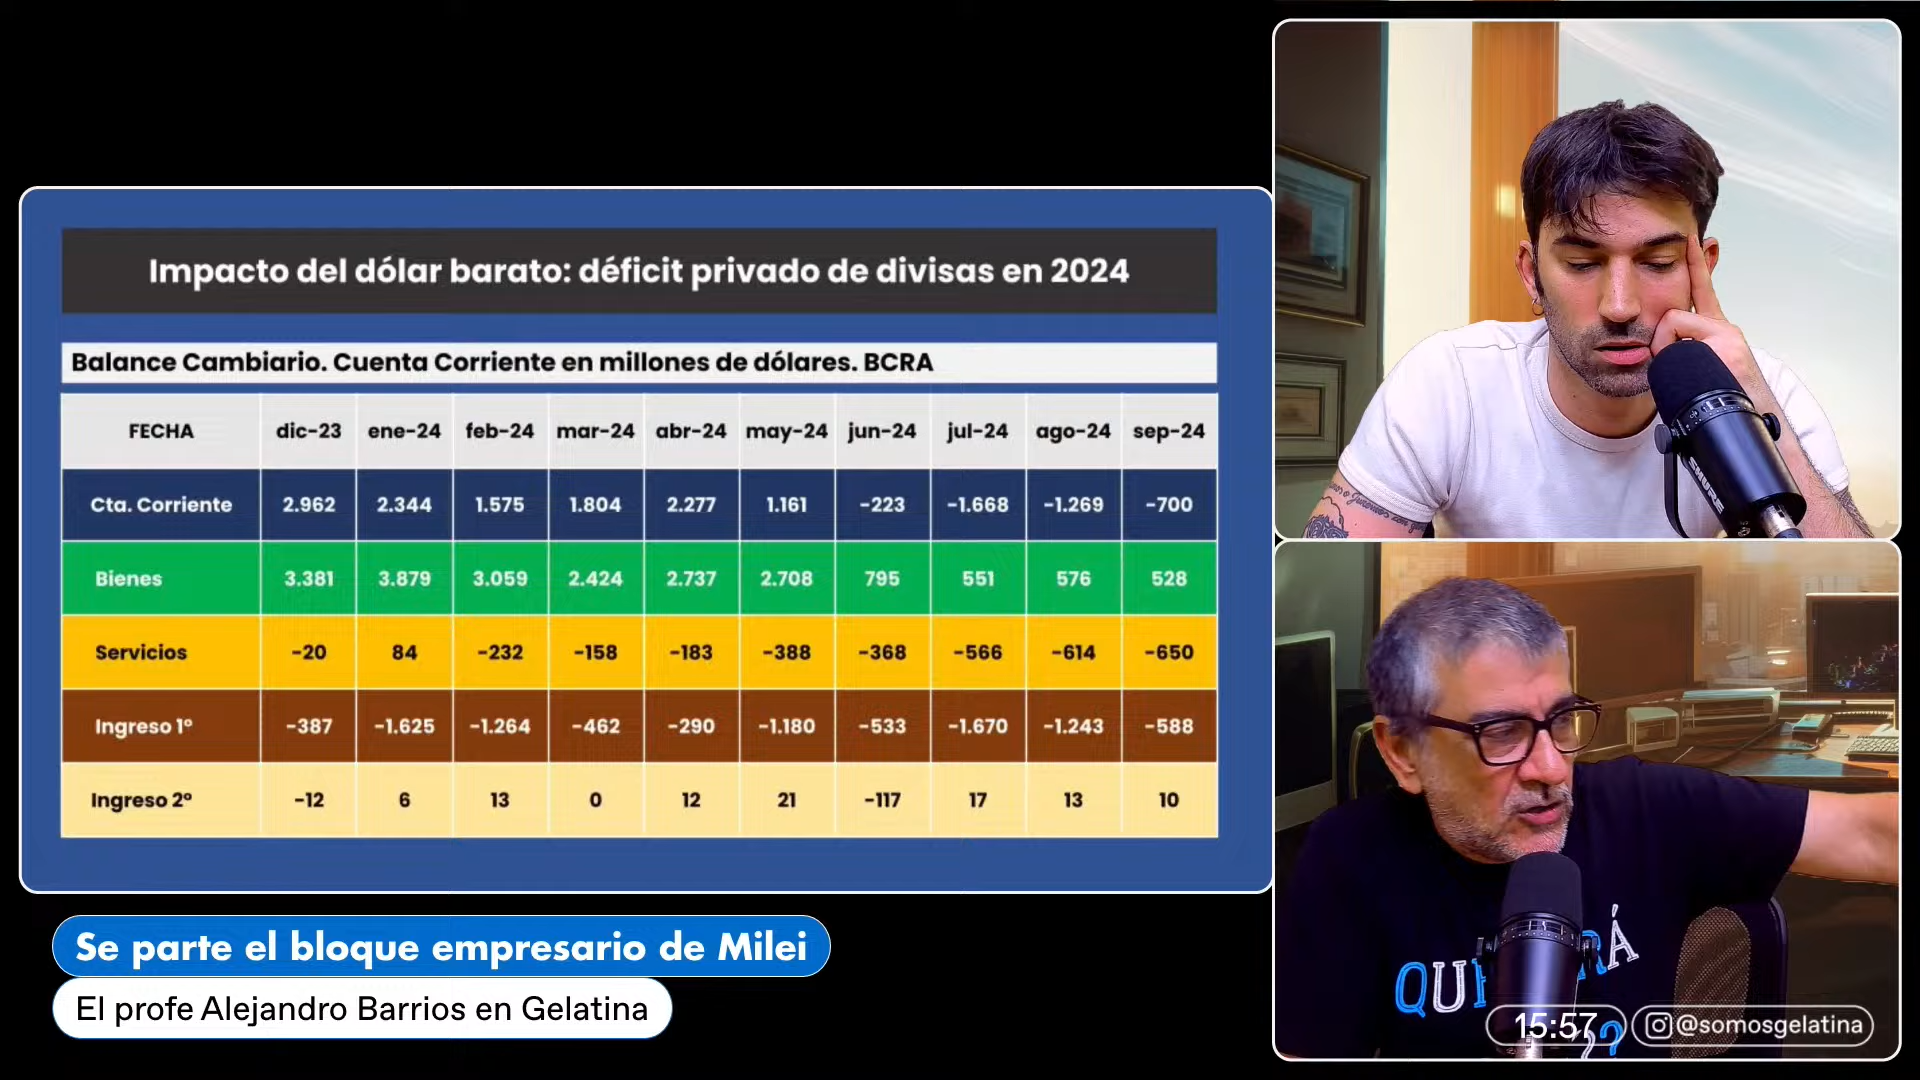 Impacto del dólar barato: déficit privado de divisas en 2024
Balance Cambiario. Cuenta Corriente en millones de dólares. BCRA
FECHA dic-23 ene-24 feb-24 mar-24 abr-24 may-24 jun-24 jul-24 ago-24 sep-24
Cta. Corriente 2.962 2.344 1.575 1.804 2.277 1.161 -223 -1.668 -1.269 -700
Bienes 3.381 3.879 3.059 2.424 2.737 2.708 795 551 576 528
Servicios -20 84 -232 -158 -183 -388 -368 -566 -614 -650
Ingreso 1º -387 -1.625 -1.264 -462 -290 -1.180 -533 -1.670 -1.243 -588
Ingreso 2º -12 6 13 0 12 21 -117 17 13 10
Se parte el bloque empresario de Milei
El profe Alejandro Barrios en Gelatina
SHURE
15:57 @somosgelatina